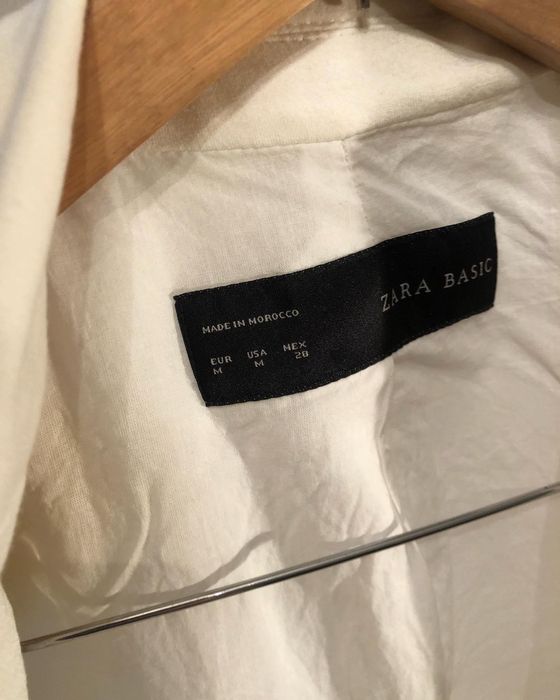 ZARA BASIC
MADE IN MOROCCO
EUR USA MEX
M M 28